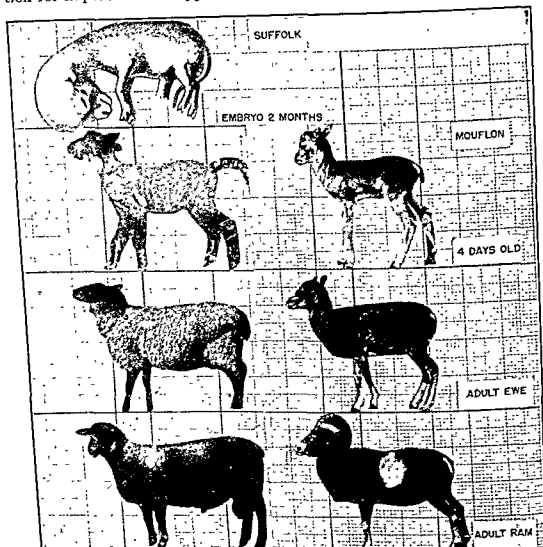 SUFFOLK
EMBRYO 2 MONTHS
MOUFLON
4 DAYS OLD
ADULT EWE
ADULT RAM